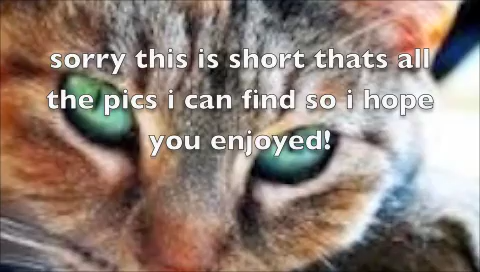 sorry this is short thats all
the pics i can find so i hope
you enjoyed!